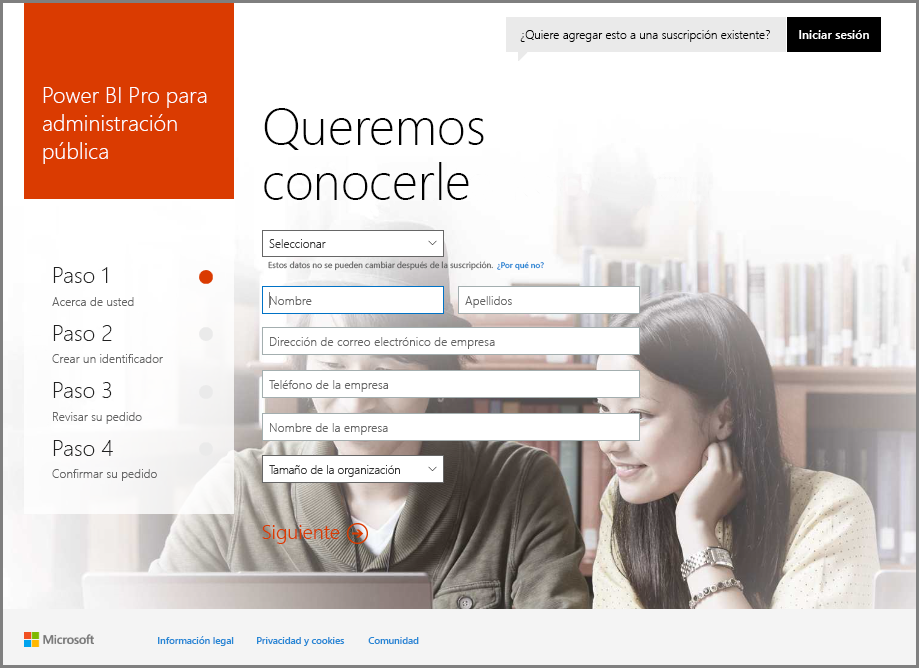 ¿Quiere agregar esto a una suscripción existente?
Iniciar sesión
Power BI Pro para
administración
pública
Queremos
conocerle
Seleccionar
Estos datos no se pueden cambiar después de la suscripción. ¿Por qué no?
Nombre
Apellidos
Dirección de correo electrónico de empresa
Teléfono de la empresa
Nombre de la empresa
Tamaño de la organización
Siguiente
Paso 1
Acerca de usted
Paso 2
Crear un identificador
Paso 3
Revisar su pedido
Paso 4
Confirmar su pedido
Microsoft
Información legal
Privacidad y cookies
Comunidad